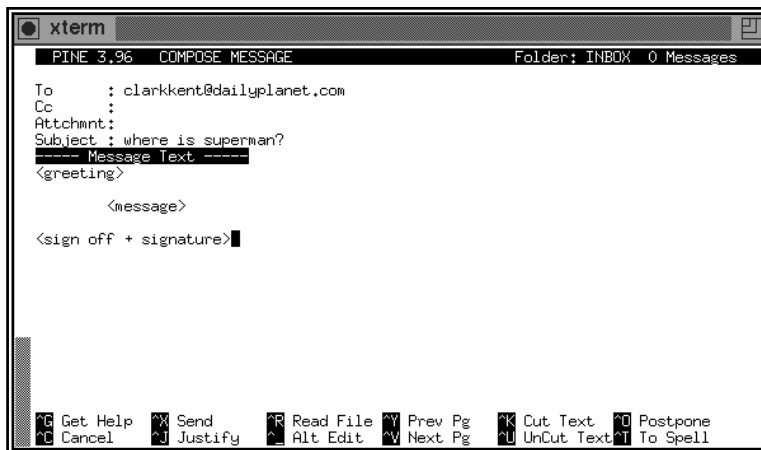 xterm
PINE 3.96   COMPOSE MESSAGE   Folder: INBOX  0 Messages
To      : clarkkent@dailyplanet.com
Cc      :
Attchmnt:
Subject : where is superman?
----- Message Text -----
<greeting>
<message>
<sign off + signature>
^G Get Help  ^X Send     ^R Read File ^Y Prev Pg   ^K Cut Text  ^O Postpone
^C Cancel    ^J Justify  ^_ Alt Edit  ^V Next Pg   ^U UnCut Text^T To Spell